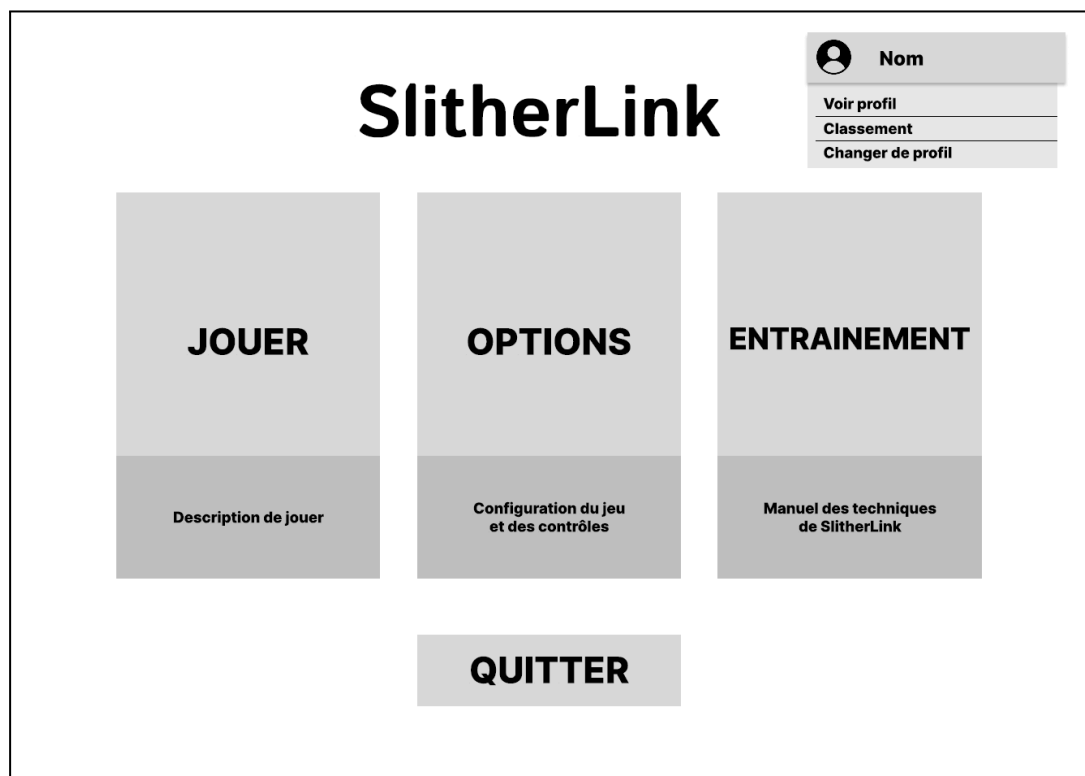 Nom
SlitherLink
Voir profil
Classement
Changer de profil
JOUER
OPTIONS
ENTRAINEMENT
Description de jouer
Configuration du jeu
et des contrôles
Manuel des techniques
de SlitherLink
QUITTER